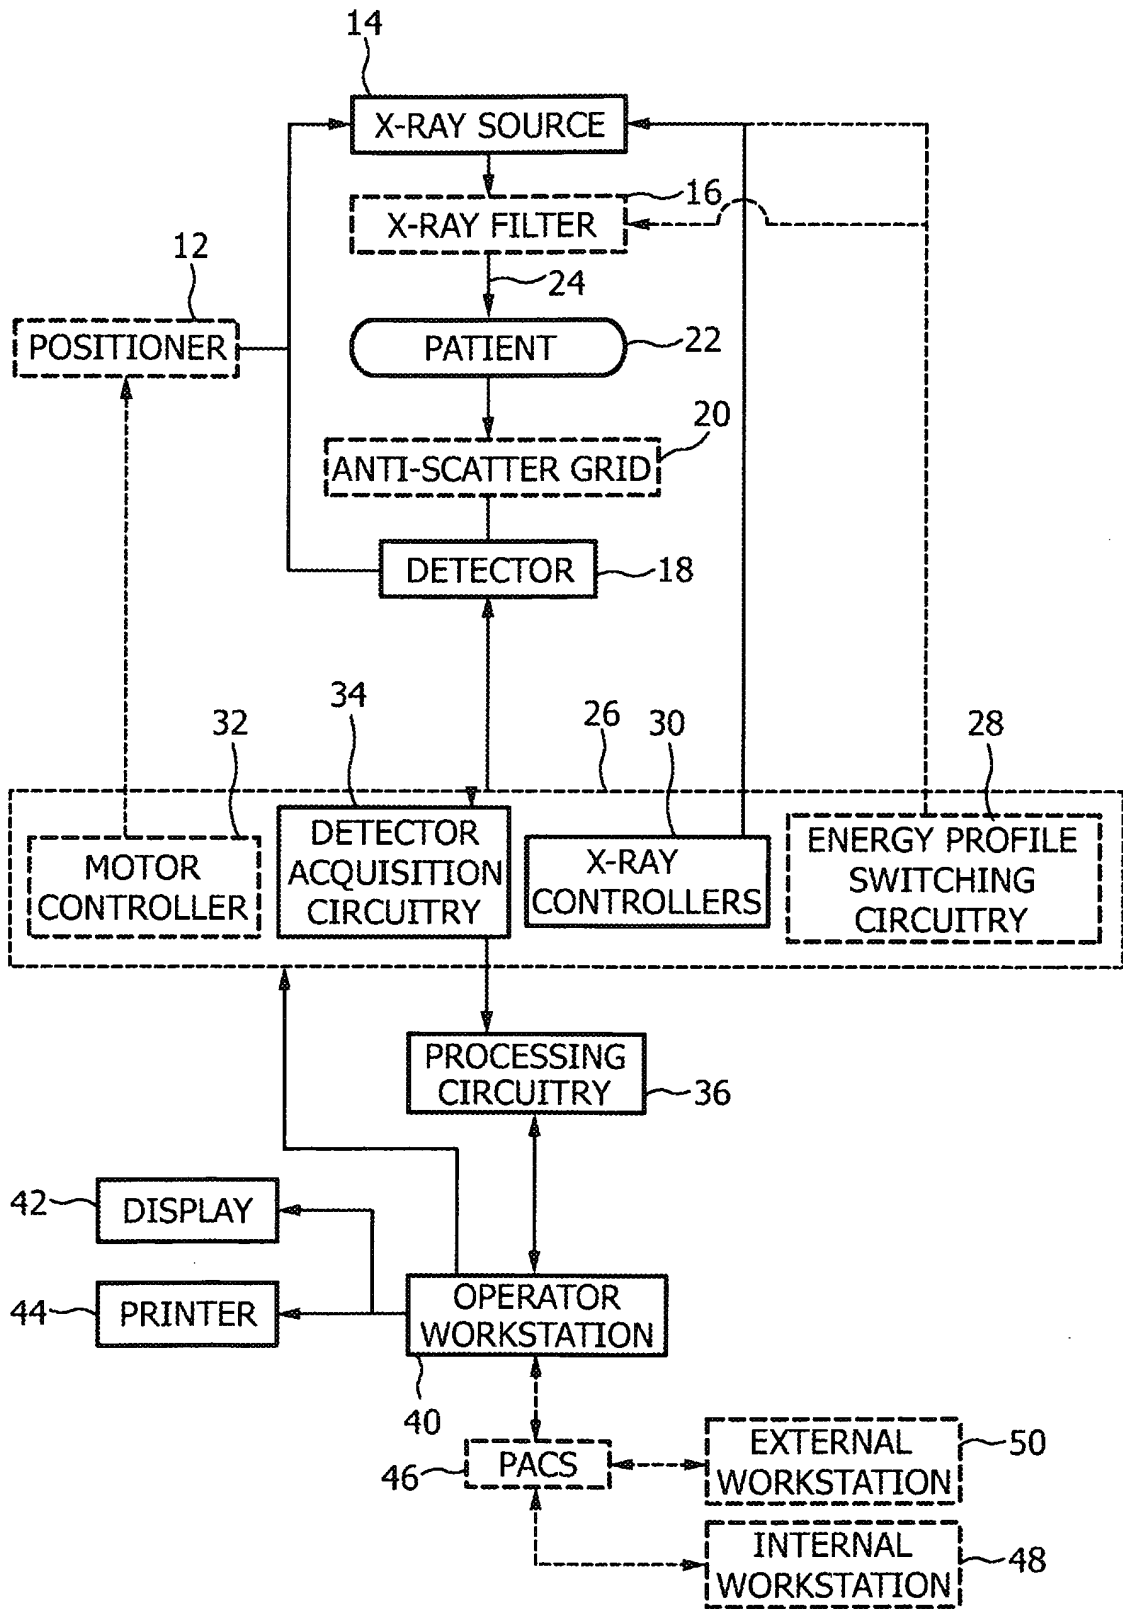 14
X-RAY SOURCE
16
X-RAY FILTER
12
24
POSITIONER
PATIENT
22
20
ANTI-SCATTER GRID
DETECTOR
18
34
32
26
30
28
MOTOR
CONTROLLER
DETECTOR
ACQUISITION
CIRCUITRY
X-RAY
CONTROLLERS
ENERGY PROFILE
SWITCHING
CIRCUITRY
PROCESSING
CIRCUITRY
36
42
DISPLAY
44
PRINTER
OPERATOR
WORKSTATION
40
46
PACS
EXTERNAL
WORKSTATION
50
INTERNAL
WORKSTATION
48